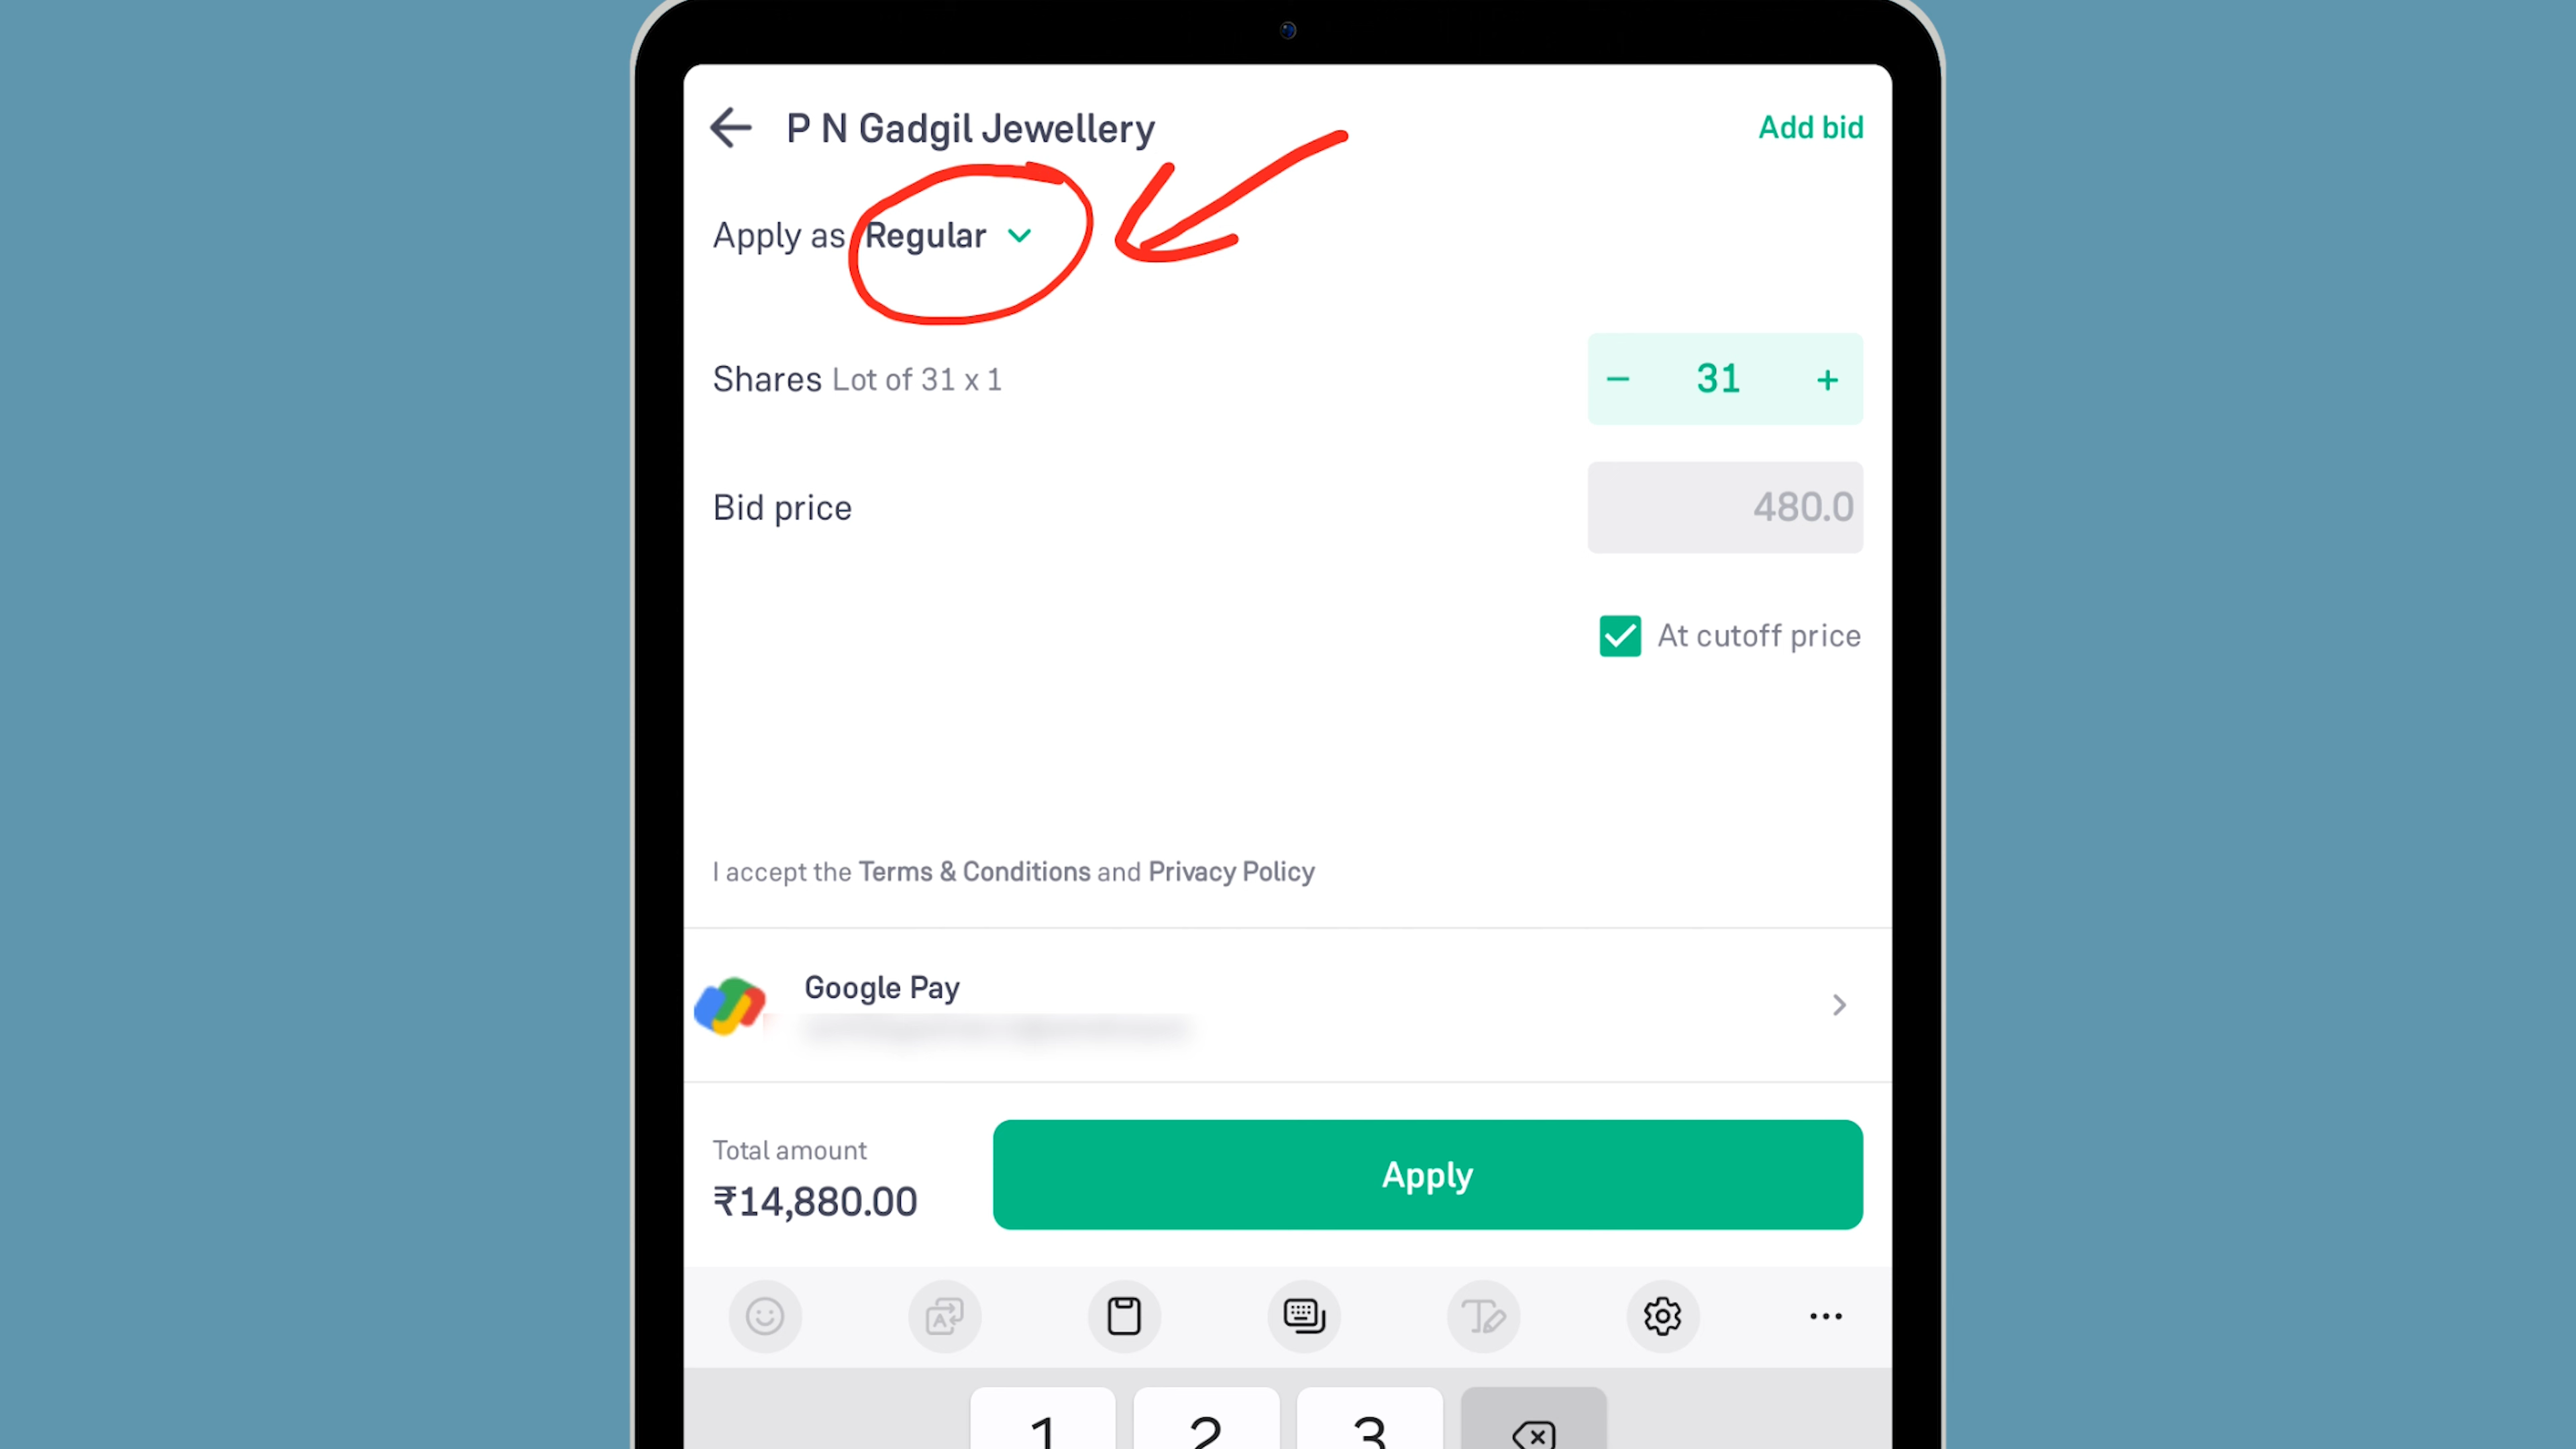 P N Gadgil Jewellery
Add bid
Apply as Regular
Shares Lot of 31 x 1
− 31 +
Bid price
480.0
At cutoff price
I accept the Terms & Conditions and Privacy Policy
Google Pay
Total amount
₹14,880.00
Apply
1 2 3